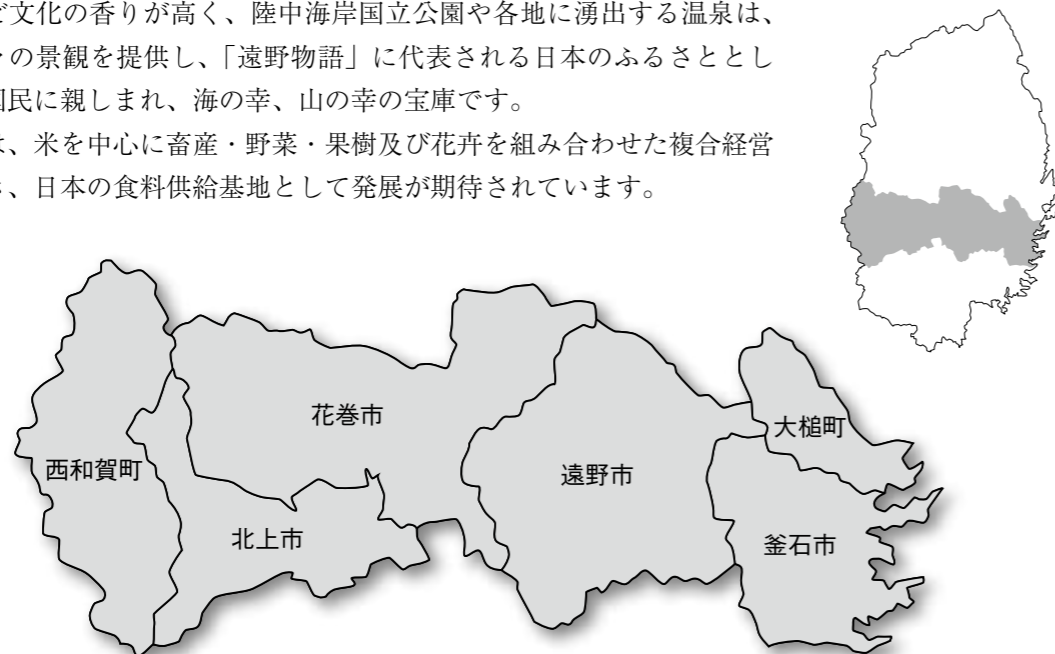 ど文化の香りが高く、陸中海岸国立公園や各地に湧出する温泉は、
の景観を提供し、「遠野物語」に代表される日本のふるさととし
国民に親しまれ、海の幸、山の幸の宝庫です。
、米を中心に畜産・野菜・果樹及び花卉を組み合わせた複合経営
、日本の食料供給基地として発展が期待されています。
花巻市
大槌町
西和賀町
遠野市
北上市
釜石市